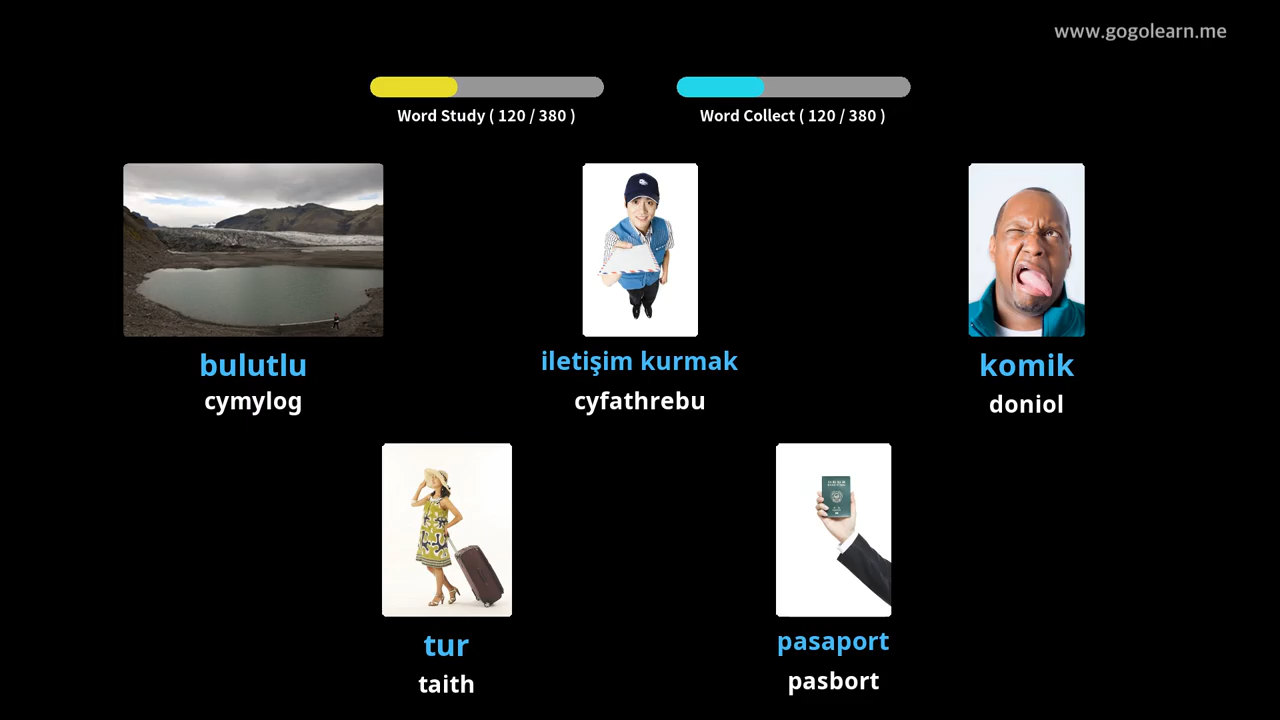 www.gogolearn.me
Word Study ( 120 / 380 )
Word Collect ( 120 / 380 )
bulutlu
cymylog
iletişim kurmak
cyfathrebu
komik
doniol
tur
taith
pasaport
pasbort